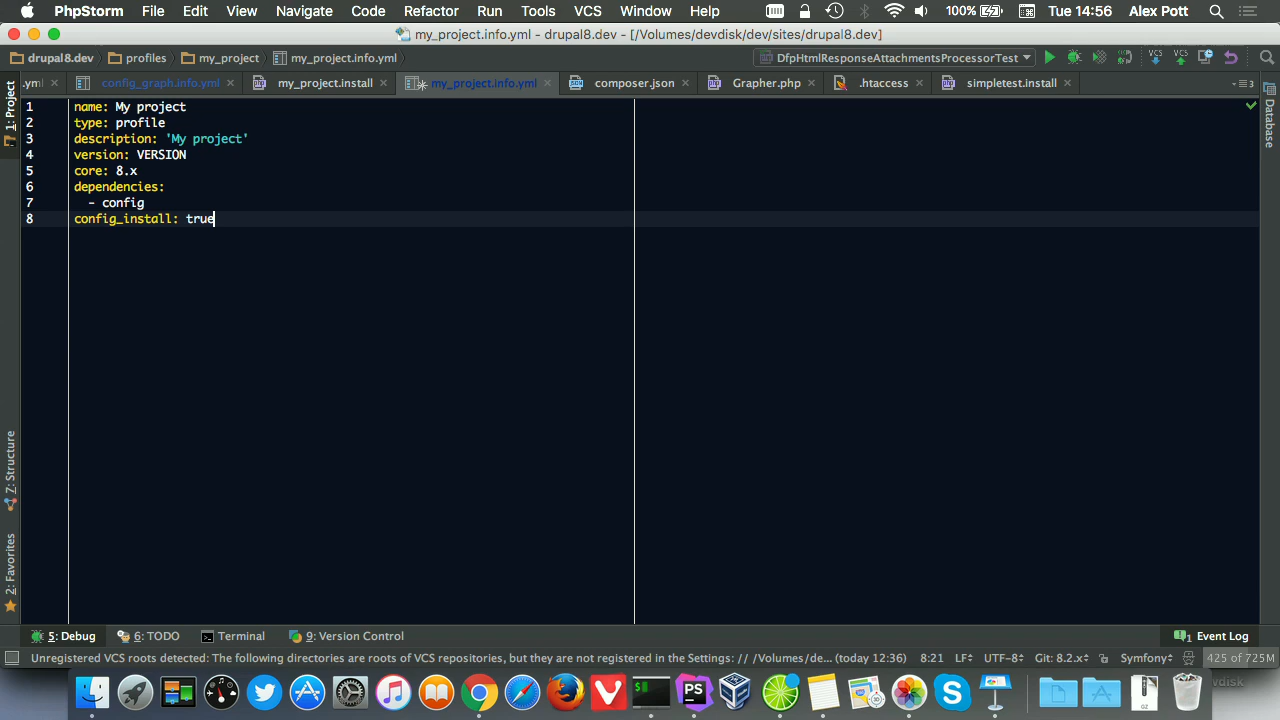 PhpStorm File Edit View Navigate Code Refactor Run Tools VCS Window Help 100% Tue 14:56 Alex Pott
my_project.info.yml - drupal8.dev - [/Volumes/devdisk/dev/sites/drupal8.dev]
drupal8.dev profiles my_project my_project.info.yml DfpHtmlResponseAttachmentsProcessorTest VCS VCS
.yml config_graph.info.yml my_project.install my_project.info.yml composer.json Grapher.php .htaccess simpletest.install 3
1: Project
Database
1 name: My project
2 type: profile
3 description: 'My project'
4 version: VERSION
5 core: 8.x
6 dependencies:
7 - config
8 config_install: true
Z: Structure
2: Favorites
5: Debug 6: TODO Terminal 9: Version Control 1 Event Log
Unregistered VCS roots detected: The following directories are roots of VCS repositories, but they are not registered in the Settings: // /Volumes/de... (today 12:36) 8:21 LF UTF-8 Git: 8.2.x Symfony 425 of 725M
PS